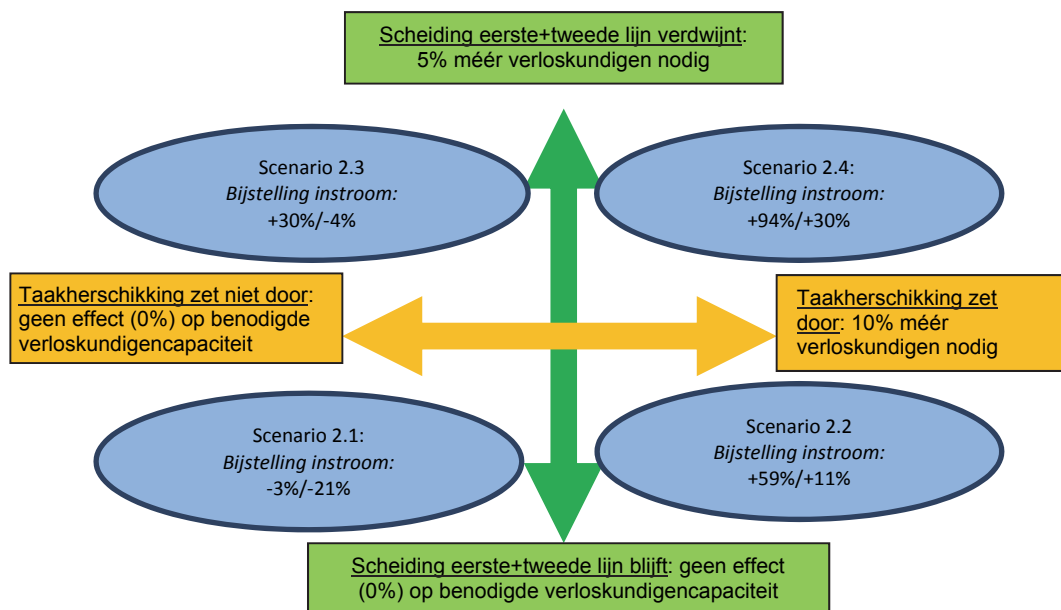 Scheiding eerste+tweede lijn verdwijnt:
5% méér verloskundigen nodig
Scenario 2.3
Bijstelling instroom:
+30%/-4%
Scenario 2.4:
Bijstelling instroom:
+94%/+30%
Taakherschikking zet niet door:
geen effect (0%) op benodigde
verloskundigencapaciteit
Taakherschikking zet
door: 10% méér
verloskundigen nodig
Scenario 2.1:
Bijstelling instroom:
-3%/-21%
Scenario 2.2
Bijstelling instroom:
+59%/+11%
Scheiding eerste+tweede lijn blijft: geen effect
(0%) op benodigde verloskundigencapaciteit